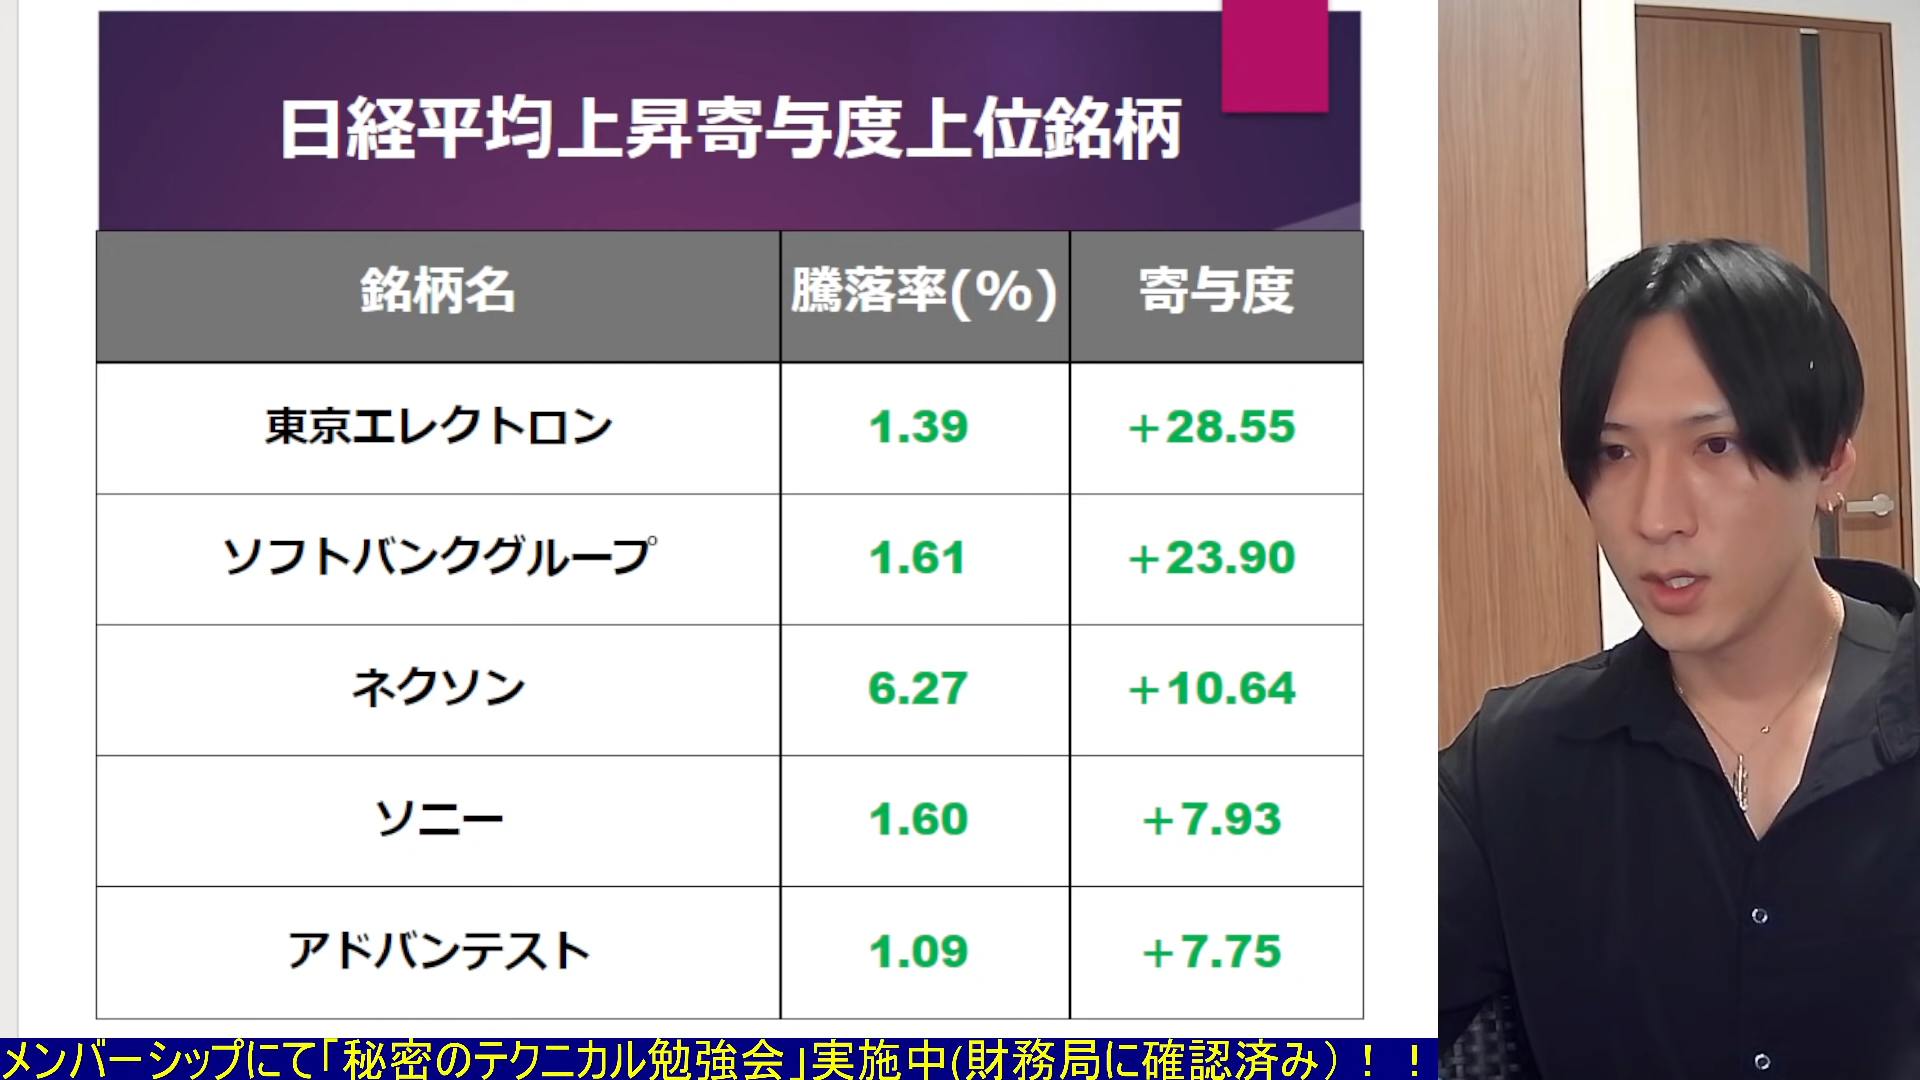 日経平均上昇寄与度上位銘柄
銘柄名 騰落率(%) 寄与度
東京エレクトロン 1.39 +28.55
ソフトバンクグループ 1.61 +23.90
ネクソン 6.27 +10.64
ソニー 1.60 +7.93
アドバンテスト 1.09 +7.75
メンバーシップにて「秘密のテクニカル勉強会」実施中(財務局に確認済み)！！